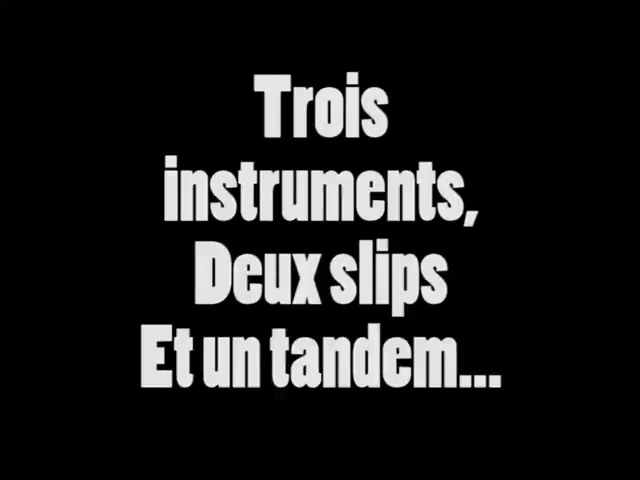 Trois
instruments,
Deux slips
Et un tandem...